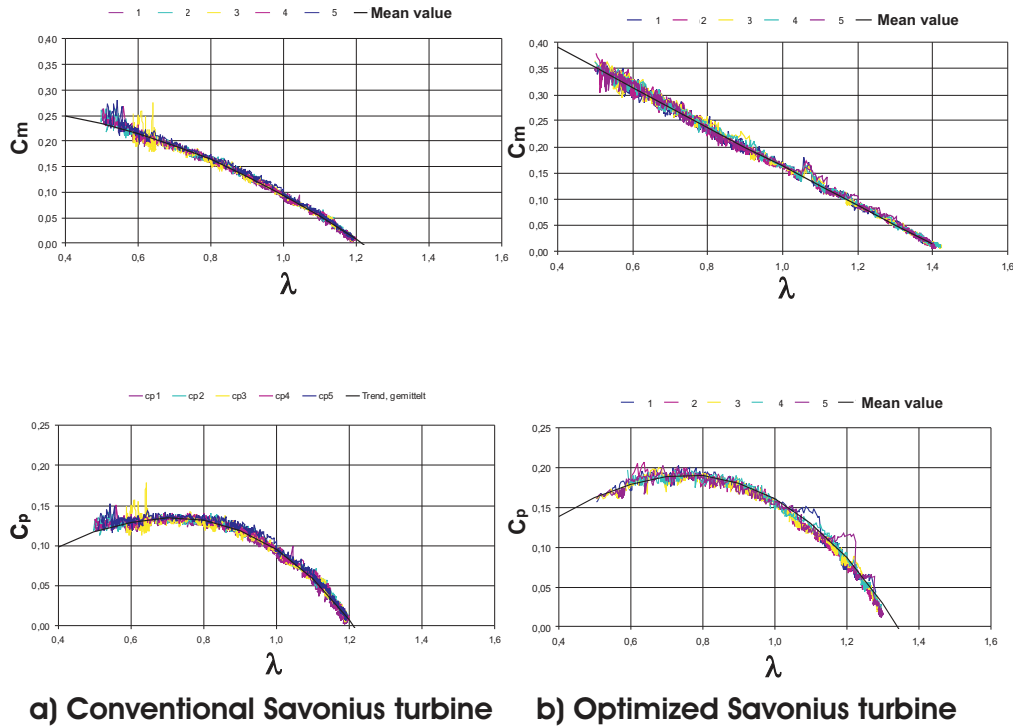 1 2 3 4 5 Mean value
0,40
0,35
0,30
0,25
0,20
0,15
0,10
0,05
0,00
Cm
0,4 0,6 0,8 1,0 1,2 1,4 1,6
λ
1 2 3 4 5 Mean value
0,40
0,35
0,30
0,25
0,20
0,15
0,10
0,05
0,00
Cm
0,4 0,6 0,8 1,0 1,2 1,4 1,6
λ
cp1 cp2 cp3 cp4 cp5 Trend, gemittelt
0,25
0,20
0,15
0,10
0,05
0,00
Cp
0,4 0,6 0,8 1,0 1,2 1,4 1,6
λ
1 2 3 4 5 Mean value
0,25
0,20
0,15
0,10
0,05
0,00
Cp
0,4 0,6 0,8 1,0 1,2 1,4 1,6
λ
a) Conventional Savonius turbine
b) Optimized Savonius turbine